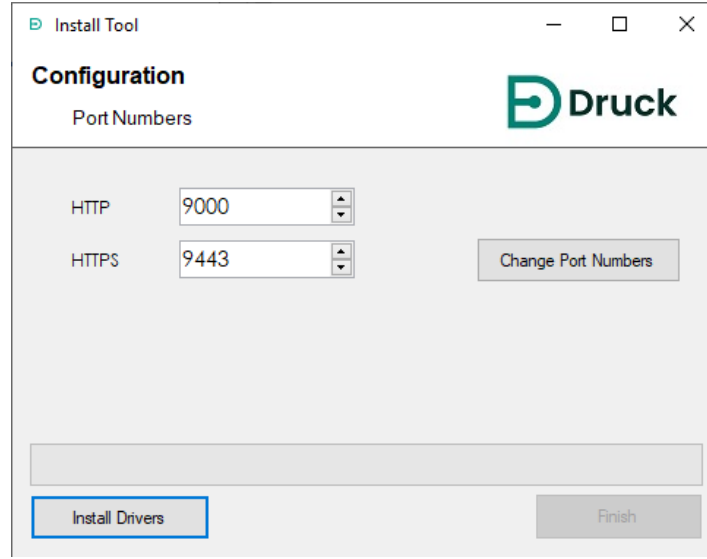 Install Tool
Configuration
Port Numbers
Druck
HTTP 9000
HTTPS 9443
Change Port Numbers
Install Drivers
Finish